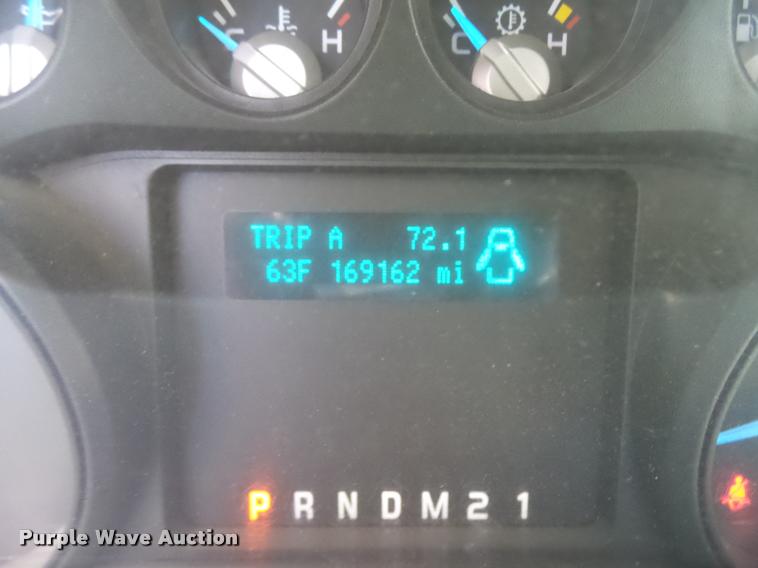 C H C H
TRIP A 72.1
63F 169162 mi
P R N D M 2 1
Purple Wave Auction